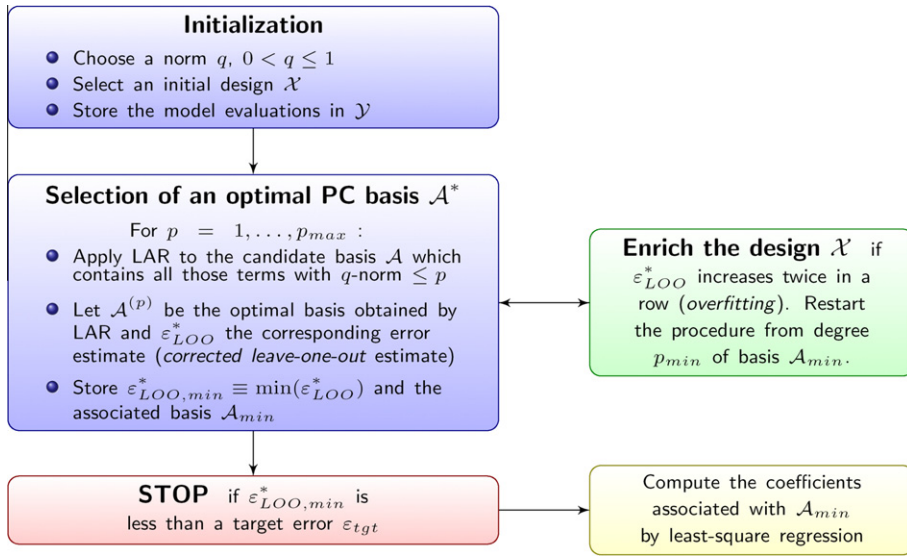 Initialization
Choose a norm q, 0 < q ≤ 1
Select an initial design 𝒳
Store the model evaluations in 𝒴
Selection of an optimal PC basis 𝒜*
For p = 1, . . . , p_max :
Apply LAR to the candidate basis 𝒜 which
contains all those terms with q-norm ≤ p
Let 𝒜^(p) be the optimal basis obtained by
LAR and ε*_LOO the corresponding error
estimate (corrected leave-one-out estimate)
Store ε*_LOO,min ≡ min(ε*_LOO) and the
associated basis 𝒜_min
Enrich the design 𝒳 if
ε*_LOO increases twice in a
row (overfitting). Restart
the procedure from degree
p_min of basis 𝒜_min.
STOP if ε*_LOO,min is
less than a target error ε_tgt
Compute the coefficients
associated with 𝒜_min
by least-square regression